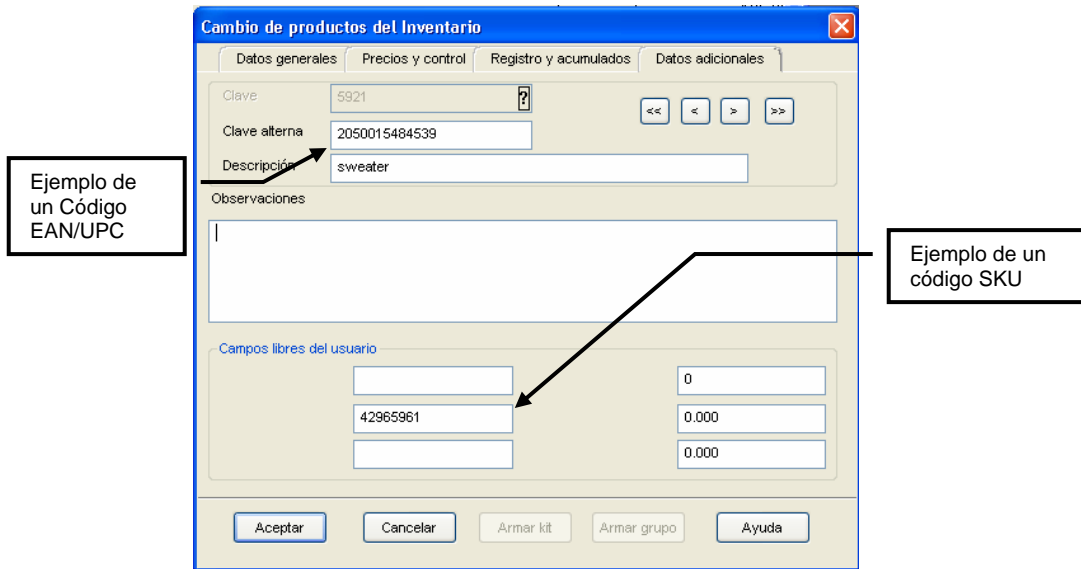 Cambio de productos del Inventario
Datos generales Precios y control Registro y acumulados Datos adicionales
Clave 5921 ? << < > >>
Clave alterna 2050015484539
Descripción sweater
Ejemplo de
un Código
EAN/UPC
Observaciones
Ejemplo de un
código SKU
Campos libres del usuario
0
42965961 0.000
0.000
Aceptar Cancelar Armar kit Armar grupo Ayuda